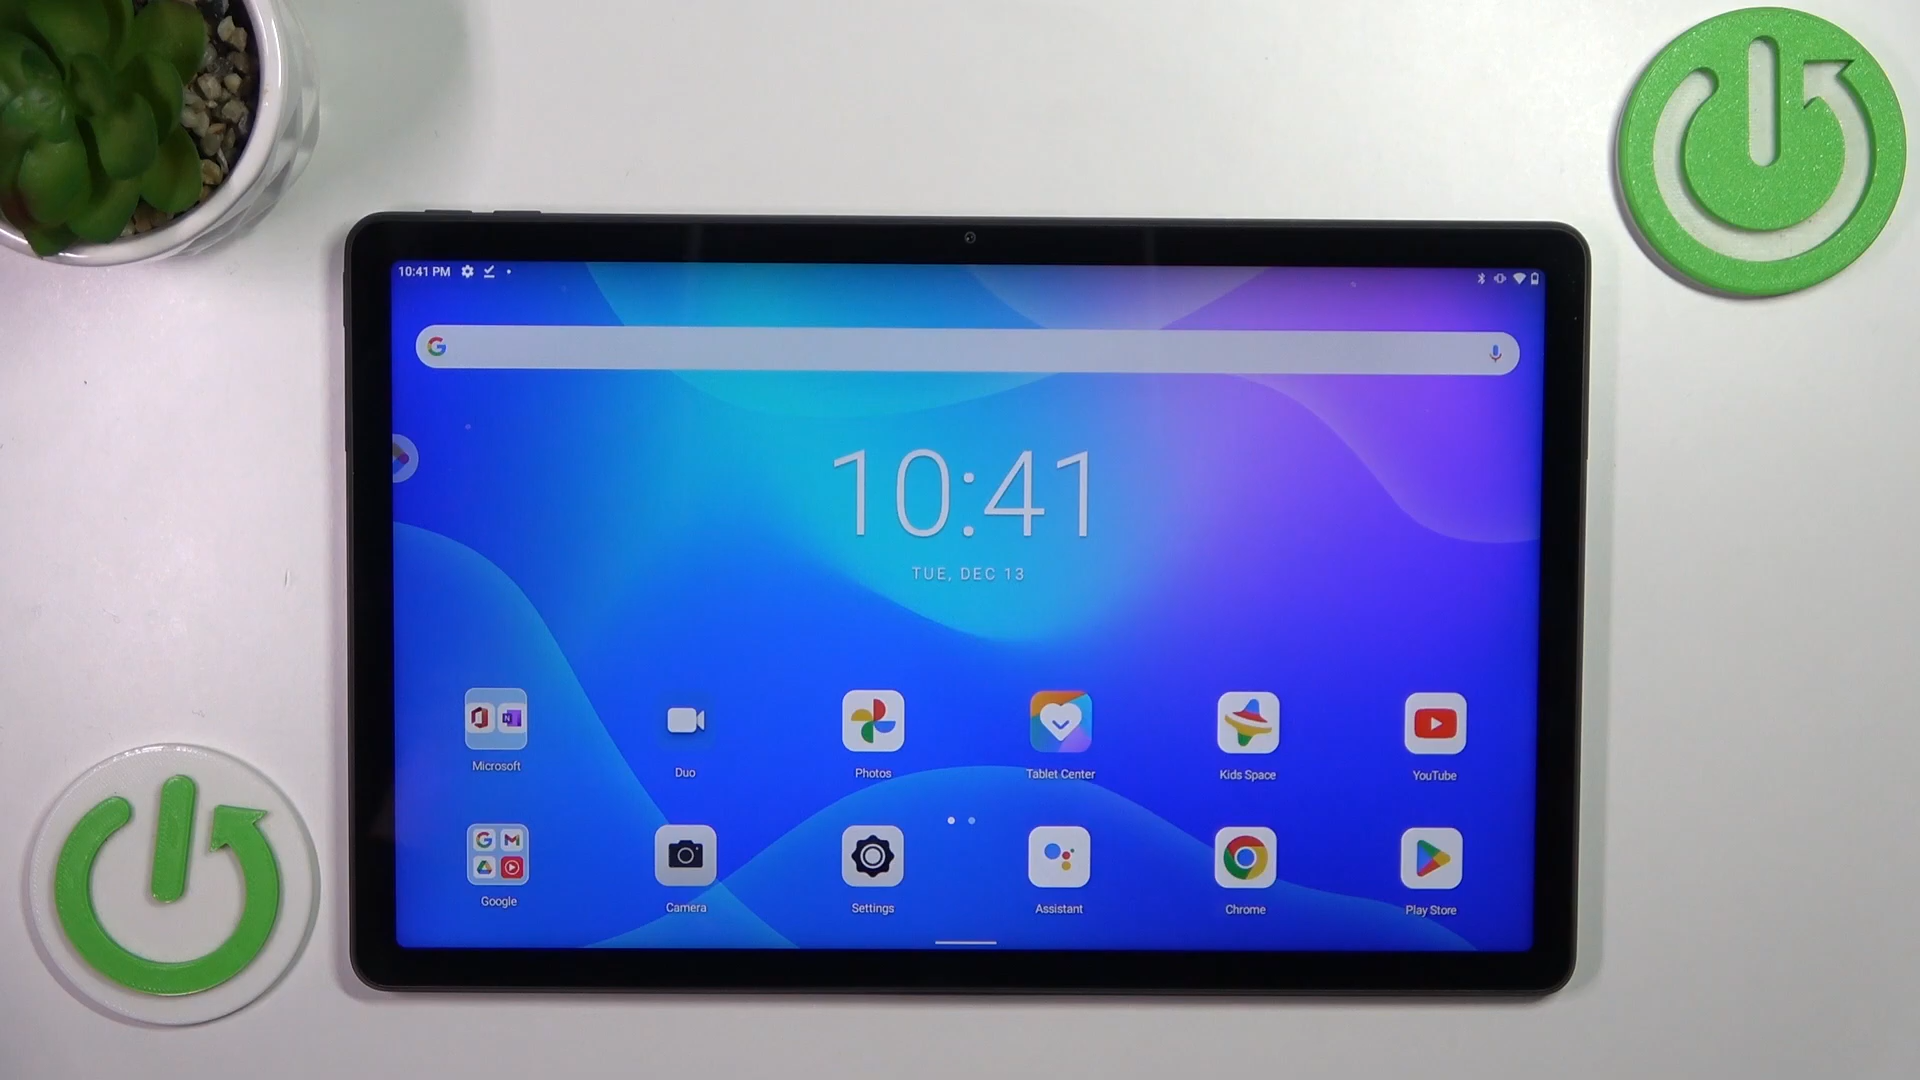 10:41 PM
10:41
TUE, DEC 13
Microsoft
Duo
Photos
Tablet Center
Kids Space
YouTube
Google
Camera
Settings
Assistant
Chrome
Play Store